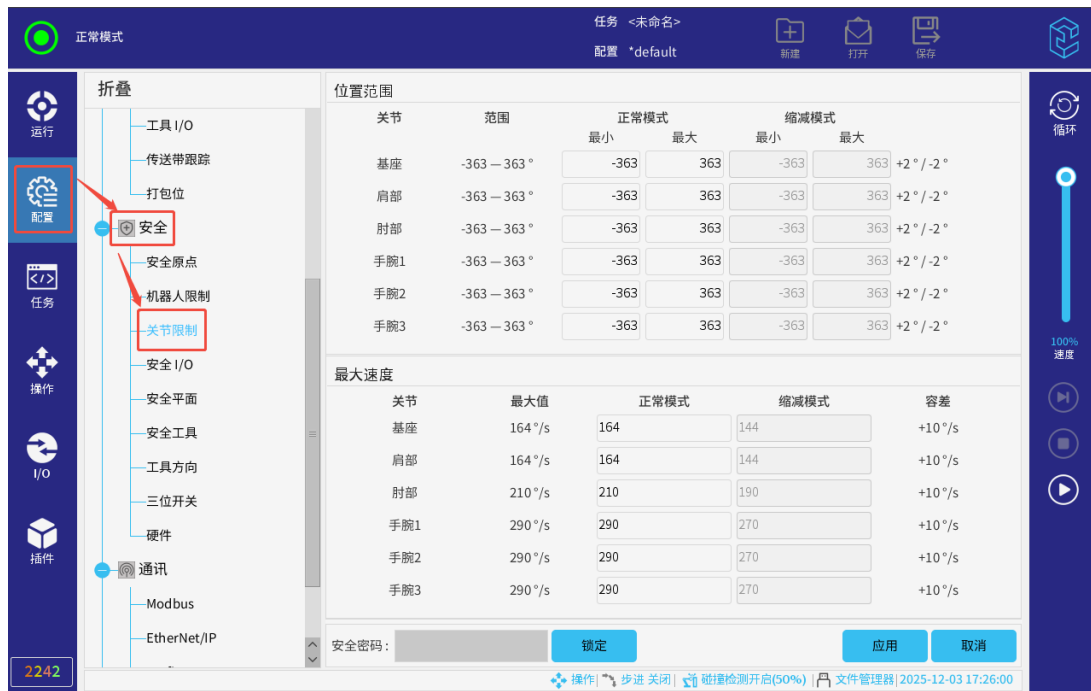 正常模式
任务 <未命名>
配置 *default
新建 打开 保存
运行
配置
任务
操作
I/O
插件
2242
折叠
工具 I/O
传送带跟踪
打包位
安全
安全原点
机器人限制
关节限制
安全 I/O
安全平面
安全工具
工具方向
三位开关
硬件
通讯
Modbus
EtherNet/IP
位置范围
关节 范围 正常模式 缩减模式
最小 最大 最小 最大
基座 -363 — 363 ° -363 363 -363 363 +2 ° / -2 °
肩部 -363 — 363 ° -363 363 -363 363 +2 ° / -2 °
肘部 -363 — 363 ° -363 363 -363 363 +2 ° / -2 °
手腕1 -363 — 363 ° -363 363 -363 363 +2 ° / -2 °
手腕2 -363 — 363 ° -363 363 -363 363 +2 ° / -2 °
手腕3 -363 — 363 ° -363 363 -363 363 +2 ° / -2 °
最大速度
关节 最大值 正常模式 缩减模式 容差
基座 164 °/s 164 144 +10 °/s
肩部 164 °/s 164 144 +10 °/s
肘部 210 °/s 210 190 +10 °/s
手腕1 290 °/s 290 270 +10 °/s
手腕2 290 °/s 290 270 +10 °/s
手腕3 290 °/s 290 270 +10 °/s
安全密码： 锁定 应用 取消
操作| 步进 关闭| 碰撞检测开启(50%) | 文件管理器| 2025-12-03 17:26:00
循环
100%
速度